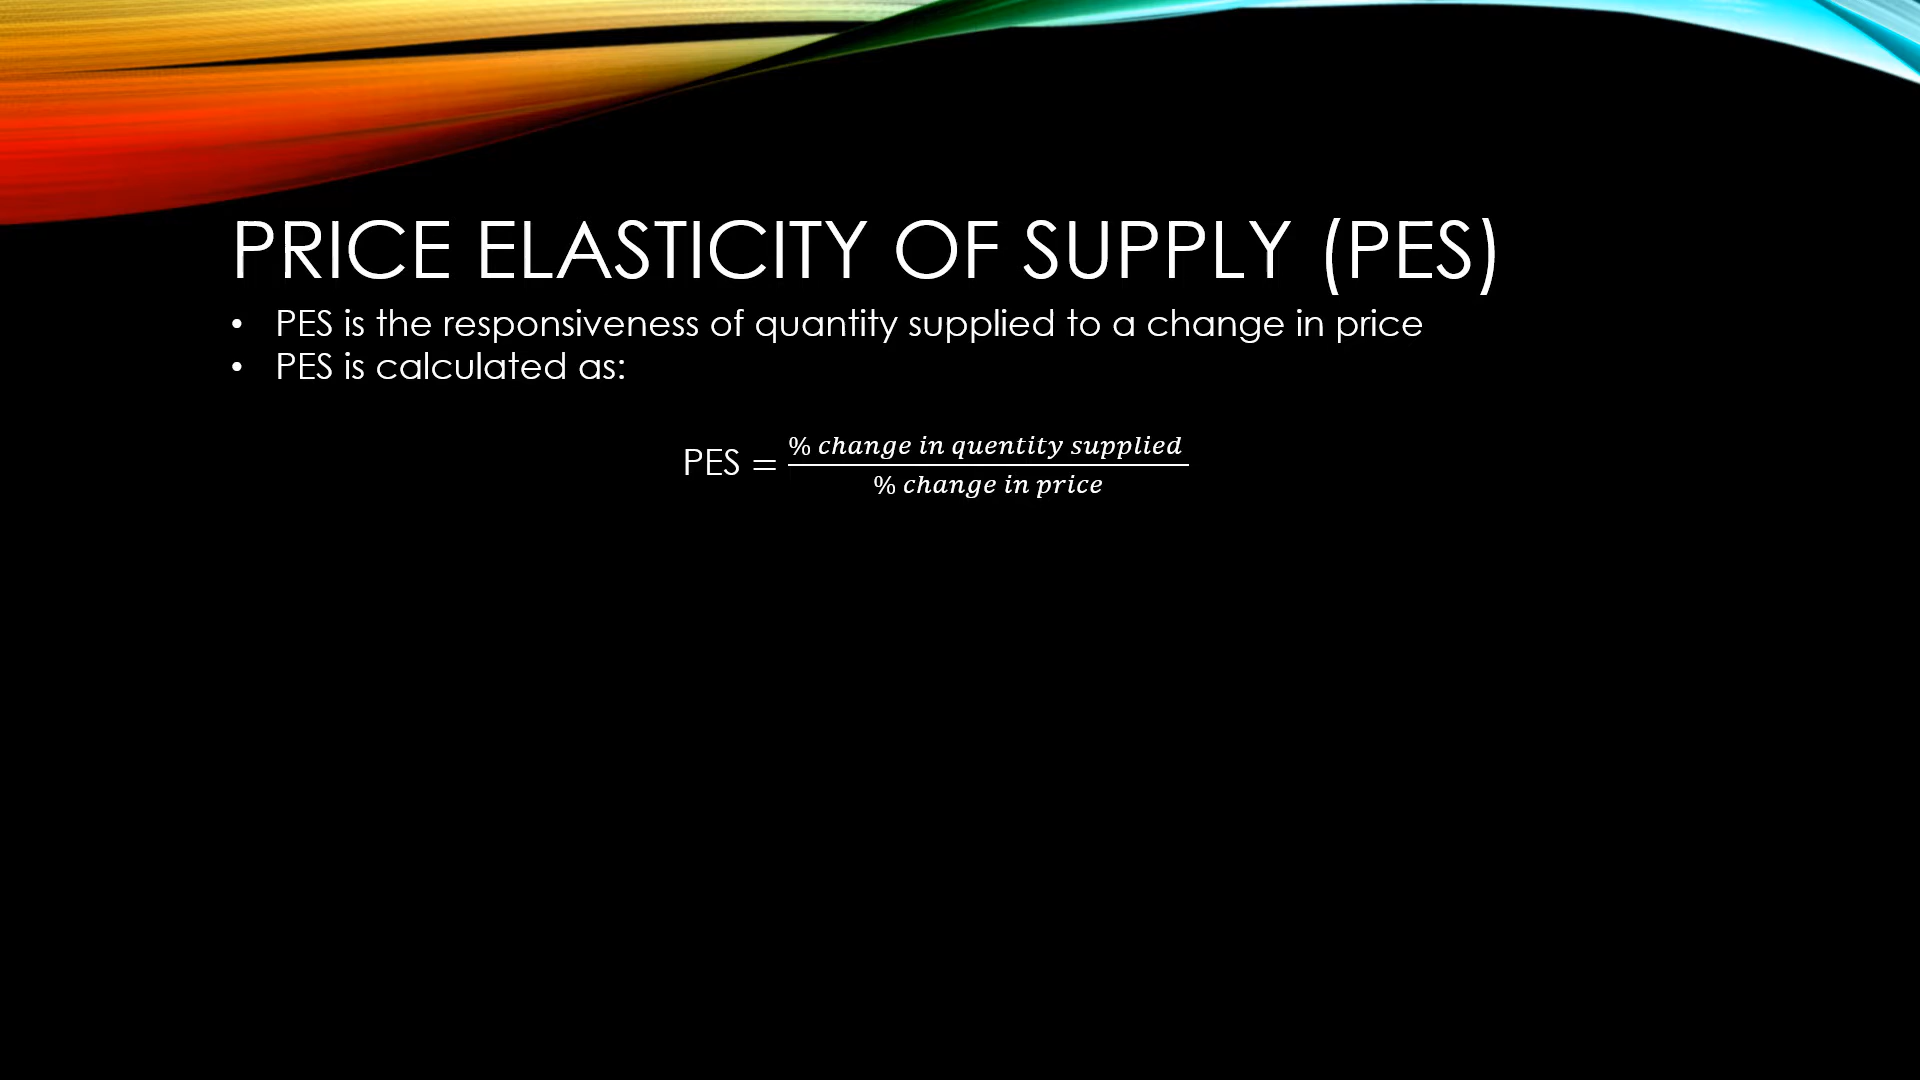 PRICE ELASTICITY OF SUPPLY (PES)
• PES is the responsiveness of quantity supplied to a change in price
• PES is calculated as:
PES = % change in quentity supplied
% change in price